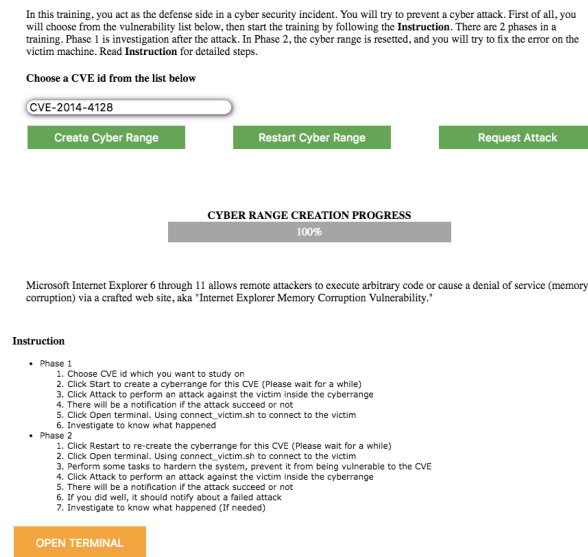 In this training, you act as the defense side in a cyber security incident. You will try to prevent a cyber attack. First of all, you
will choose from the vulnerability list below, then start the training by following the Instruction. There are 2 phases in a
training. Phase 1 is investigation after the attack. In Phase 2, the cyber range is resetted, and you will try to fix the error on the
victim machine. Read Instruction for detailed steps.
Choose a CVE id from the list below
CVE-2014-4128
Create Cyber Range
Restart Cyber Range
Request Attack
CYBER RANGE CREATION PROGRESS
100%
Microsoft Internet Explorer 6 through 11 allows remote attackers to execute arbitrary code or cause a denial of service (memory
corruption) via a crafted web site, aka "Internet Explorer Memory Corruption Vulnerability."
Instruction
• Phase 1
1. Choose CVE id which you want to study on
2. Click Start to create a cyberrange for this CVE (Please wait for a while)
3. Click Attack to perform an attack against the victim inside the cyberrange
4. There will be a notification if the attack succeed or not
5. Click Open terminal. Using connect_victim.sh to connect to the victim
6. Investigate to know what happened
• Phase 2
1. Click Restart to re-create the cyberrange for this CVE (Please wait for a while)
2. Click Open terminal. Using connect_victim.sh to connect to the victim
3. Perform some tasks to hardern the system, prevent it from being vulnerable to the CVE
4. Click Attack to perform an attack against the victim inside the cyberrange
5. There will be a notification if the attack succeed or not
6. If you did well, it should notify about a failed attack
7. Investigate to know what happened (If needed)
OPEN TERMINAL